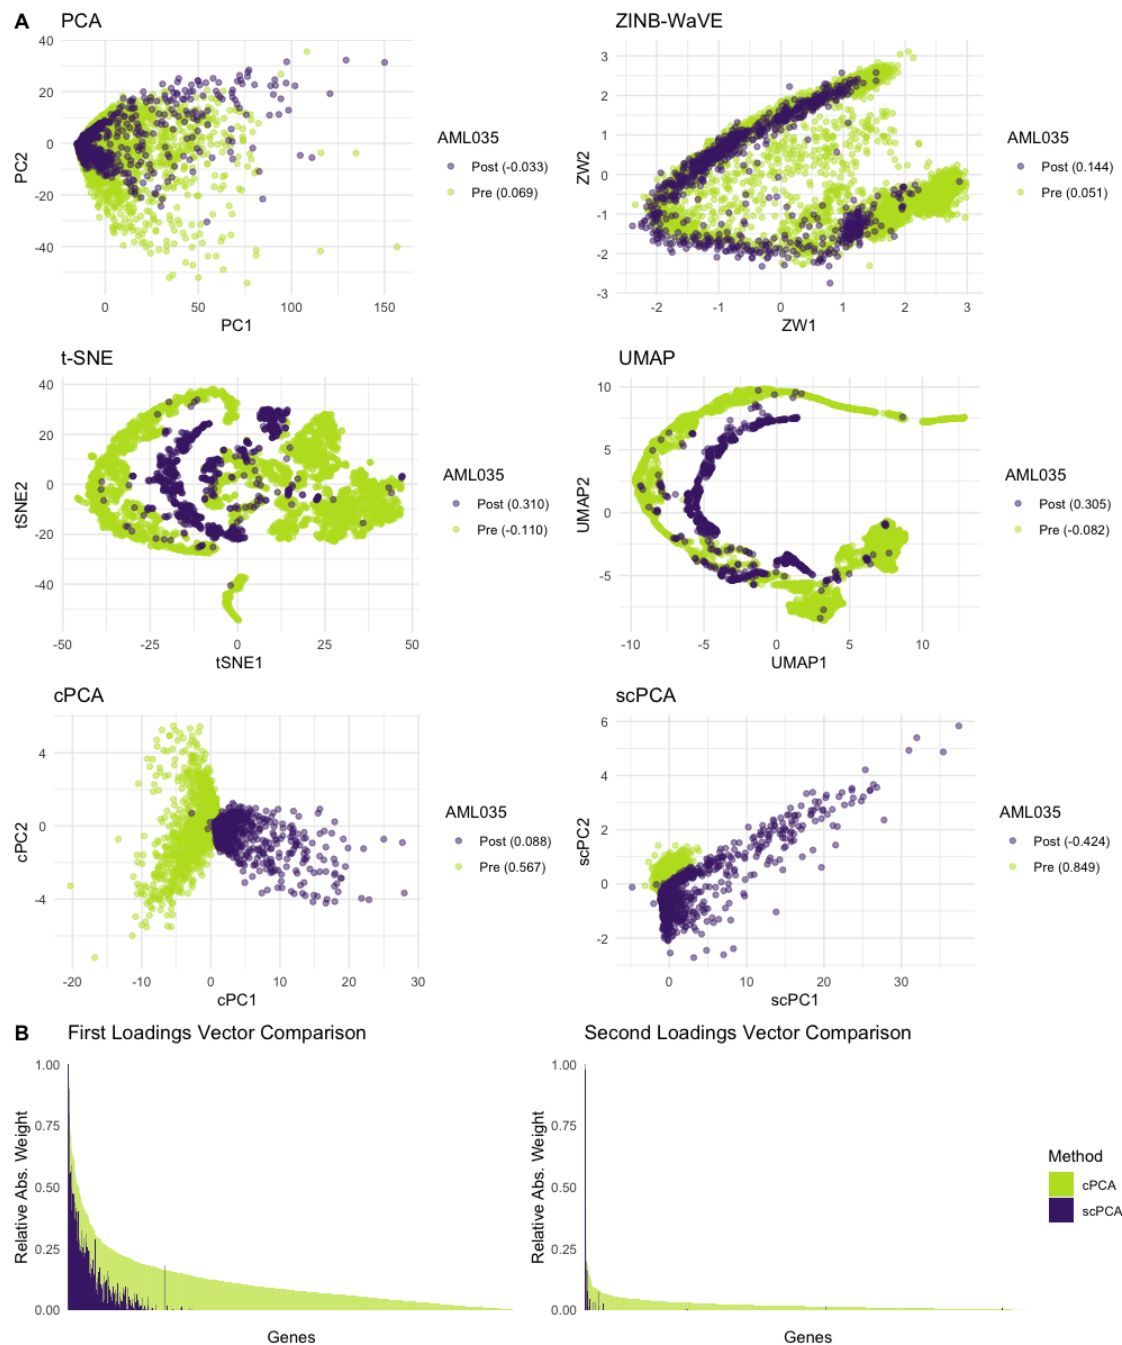 A
PCA
40
20
0
-20
-40
PC2
0
50
100
150
PC1
AML035
Post (-0.033)
Pre (0.069)
ZINB-WaVE
3
2
1
0
-1
-2
-3
ZW2
-2
-1
0
1
2
3
ZW1
AML035
Post (0.144)
Pre (0.051)
t-SNE
40
20
0
-20
-40
tSNE2
-50
-25
0
25
50
tSNE1
AML035
Post (0.310)
Pre (-0.110)
UMAP
10
5
0
-5
UMAP2
-10
-5
0
5
10
UMAP1
AML035
Post (0.305)
Pre (-0.082)
cPCA
4
0
-4
cPC2
-20
-10
0
10
20
30
cPC1
AML035
Post (0.088)
Pre (0.567)
scPCA
6
4
2
0
-2
scPC2
0
10
20
30
scPC1
AML035
Post (-0.424)
Pre (0.849)
B
First Loadings Vector Comparison
1.00
0.75
0.50
0.25
0.00
Relative Abs. Weight
Genes
Second Loadings Vector Comparison
1.00
0.75
0.50
0.25
0.00
Relative Abs. Weight
Genes
Method
cPCA
scPCA